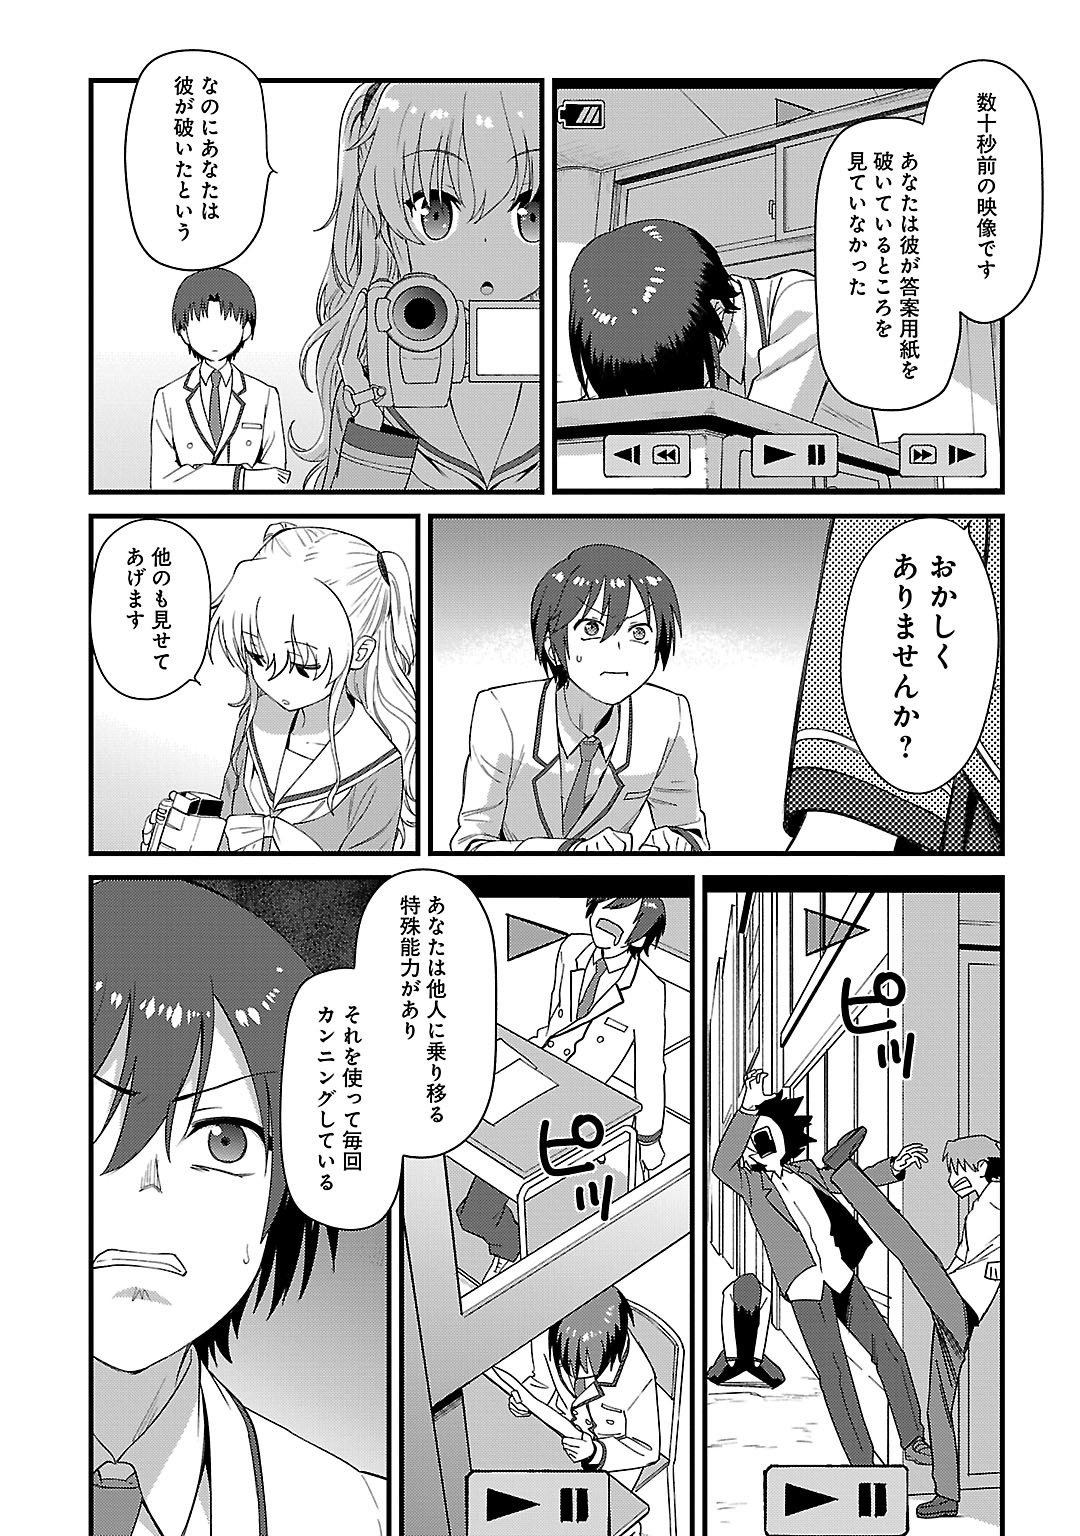 数十秒前の映像です
あなたは彼が答案用紙を
破いているところを
見ていなかった
なのにあなたは
彼が破いたという
おかしく
ありませんか？
他のも見せて
あげます
ピッ
ピッ
あなたは他人に乗り移る
特殊能力があり
それを使って毎回
カンニングしている